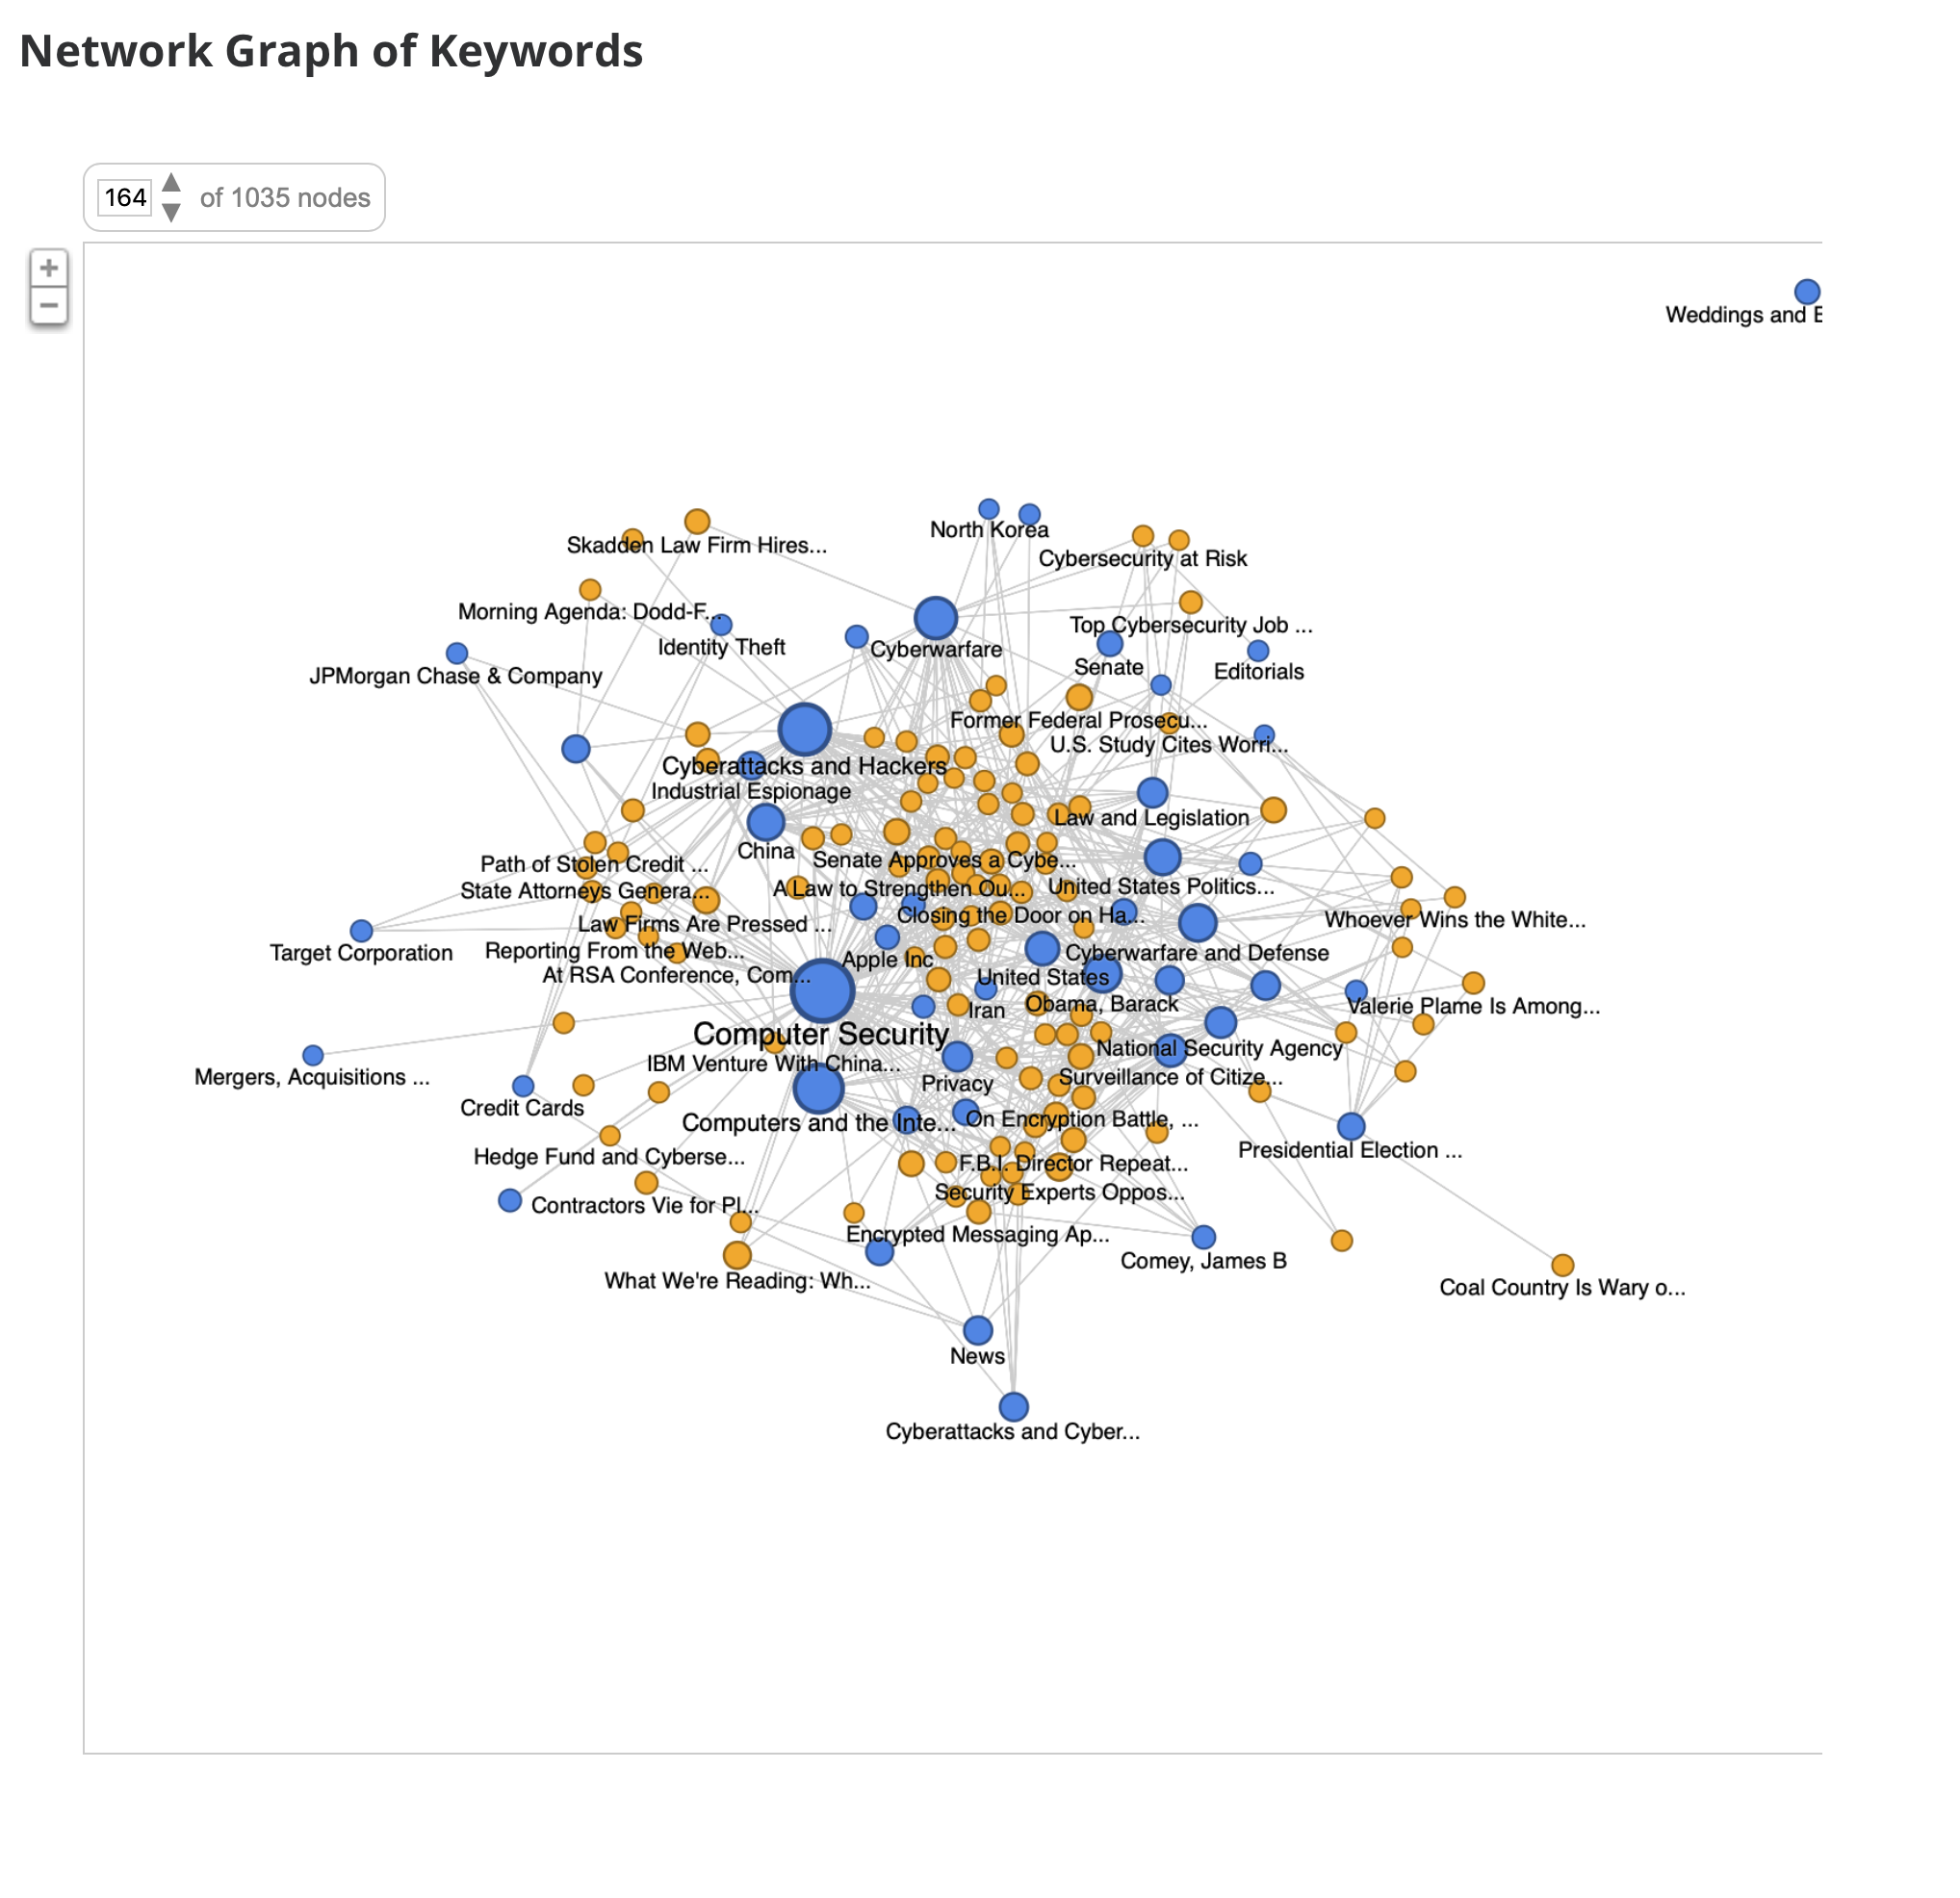 Network Graph of Keywords
164 of 1035 nodes
+
−
Weddings and E
North Korea
Skadden Law Firm Hires...
Cybersecurity at Risk
Morning Agenda: Dodd-F...
Top Cybersecurity Job ...
Identity Theft
Cyberwarfare
Senate
Editorials
JPMorgan Chase & Company
Former Federal Prosecu...
U.S. Study Cites Worri...
Cyberattacks and Hackers
Industrial Espionage
Law and Legislation
China
Senate Approves a Cybe...
Path of Stolen Credit ...
State Attorneys Genera...
A Law to Strengthen Ou...
United States Politics...
Closing the Door on Ha...
Whoever Wins the White...
Law Firms Are Pressed ...
Target Corporation
Reporting From the Web...
Cyberwarfare and Defense
Apple Inc
At RSA Conference, Com...
United States
Obama, Barack
Valerie Plame Is Among...
Iran
Computer Security
National Security Agency
IBM Venture With China...
Mergers, Acquisitions ...
Surveillance of Citize...
Privacy
Credit Cards
Computers and the Inte...
On Encryption Battle, ...
Presidential Election ...
Hedge Fund and Cyberse...
F.B.I. Director Repeat...
Security Experts Oppos...
Contractors Vie for Pl...
Encrypted Messaging Ap...
Comey, James B
What We're Reading: Wh...
Coal Country Is Wary o...
News
Cyberattacks and Cyber...